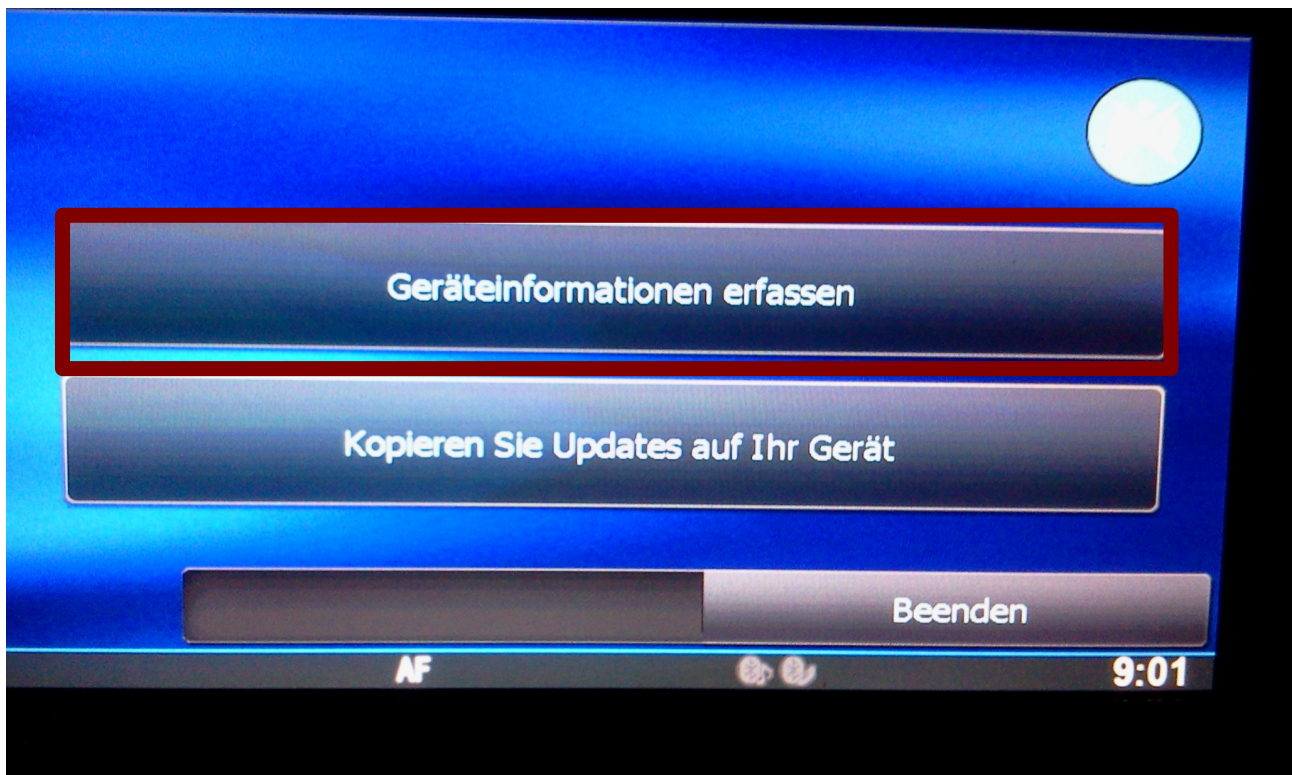 Geräteinformationen erfassen
Kopieren Sie Updates auf Ihr Gerät
Beenden
AF
9:01